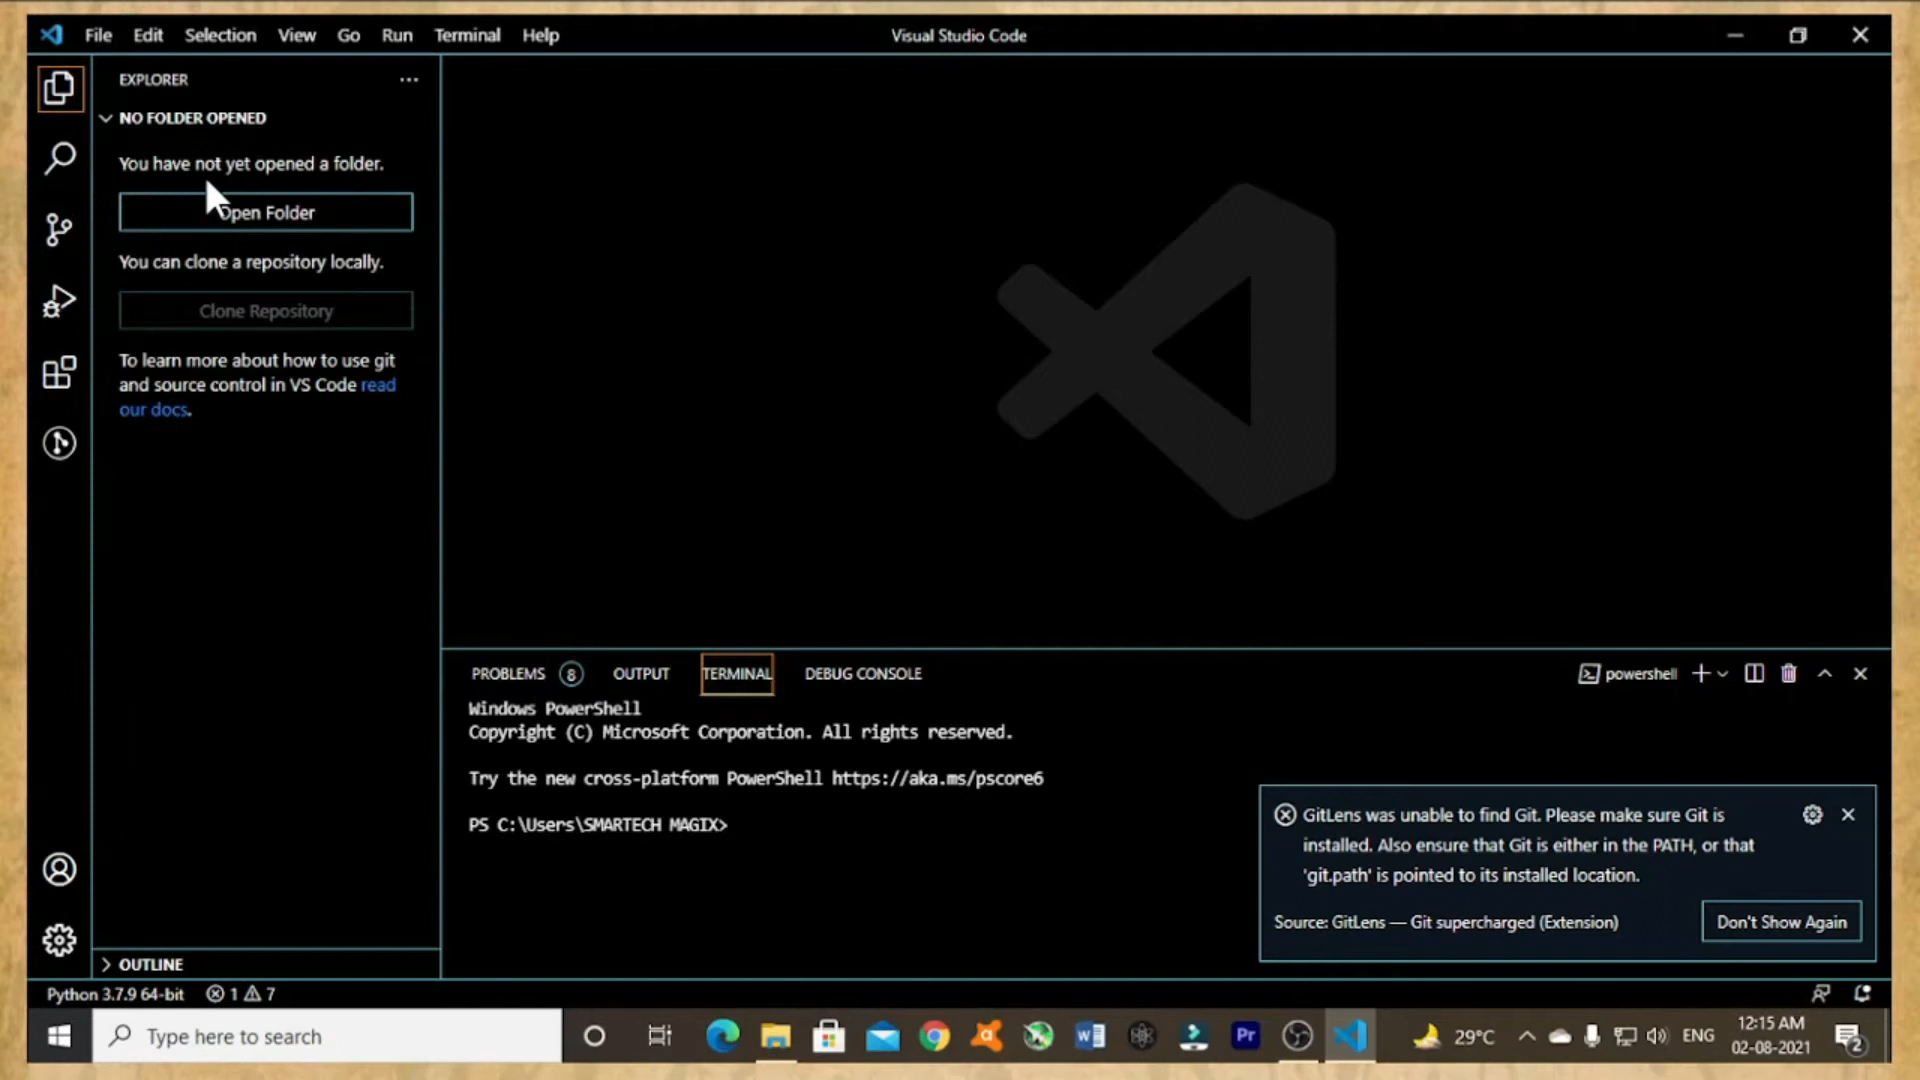 File Edit Selection View Go Run Terminal Help
Visual Studio Code
EXPLORER
NO FOLDER OPENED
You have not yet opened a folder.
Open Folder
You can clone a repository locally.
Clone Repository
To learn more about how to use git
and source control in VS Code read
our docs.
OUTLINE
PROBLEMS 8 OUTPUT TERMINAL DEBUG CONSOLE
powershell
Windows PowerShell
Copyright (C) Microsoft Corporation. All rights reserved.
Try the new cross-platform PowerShell https://aka.ms/pscore6
PS C:\Users\SMARTECH MAGIX>
GitLens was unable to find Git. Please make sure Git is
installed. Also ensure that Git is either in the PATH, or that
'git.path' is pointed to its installed location.
Source: GitLens — Git supercharged (Extension)
Don't Show Again
Python 3.7.9 64-bit 1 7
Type here to search
Pr
29°C
ENG
12:15 AM
02-08-2021
2